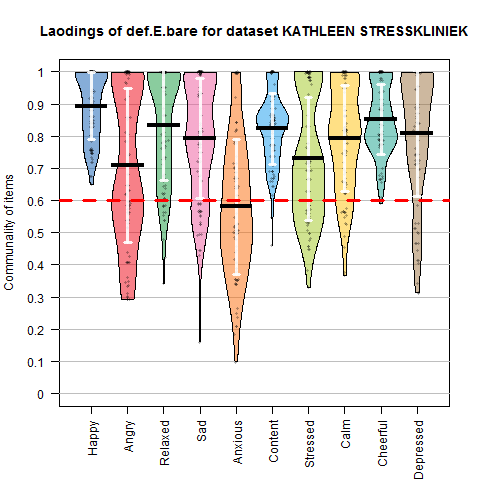 Laodings of def.E.bare for dataset KATHLEEN STRESSKLINIEK
Communality of items
1
0.9
0.8
0.7
0.6
0.5
0.4
0.3
0.2
0.1
0
Happy
Angry
Relaxed
Sad
Anxious
Content
Stressed
Calm
Cheerful
Depressed